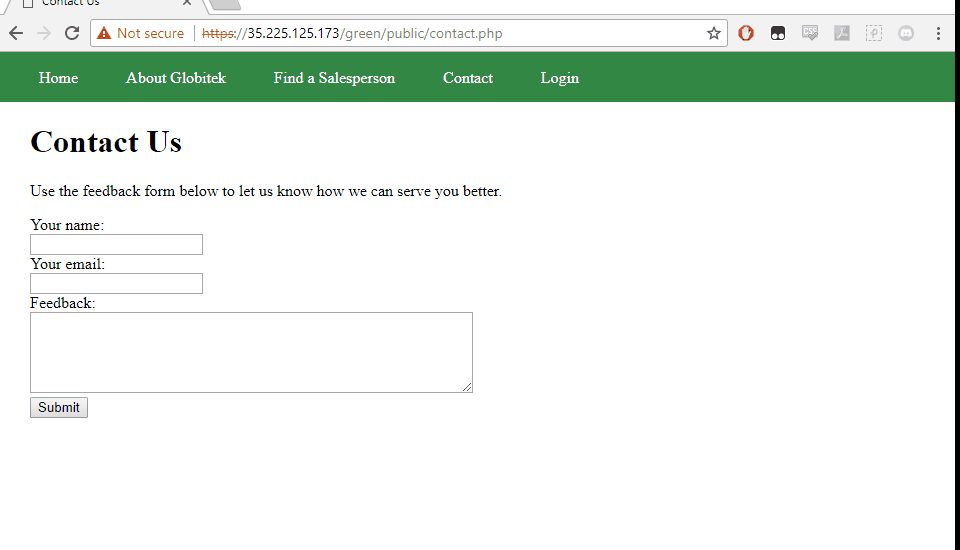 Contact Us
Not secure https://35.225.125.173/green/public/contact.php
Home About Globitek Find a Salesperson Contact Login
Contact Us
Use the feedback form below to let us know how we can serve you better.
Your name:
Your email:
Feedback:
Submit